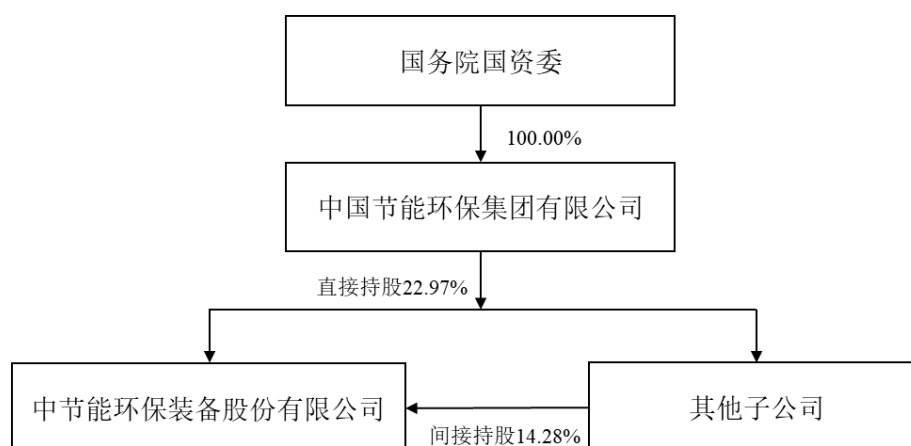 国务院国资委
100.00%
中国节能环保集团有限公司
直接持股22.97%
中节能环保装备股份有限公司
其他子公司
间接持股14.28%